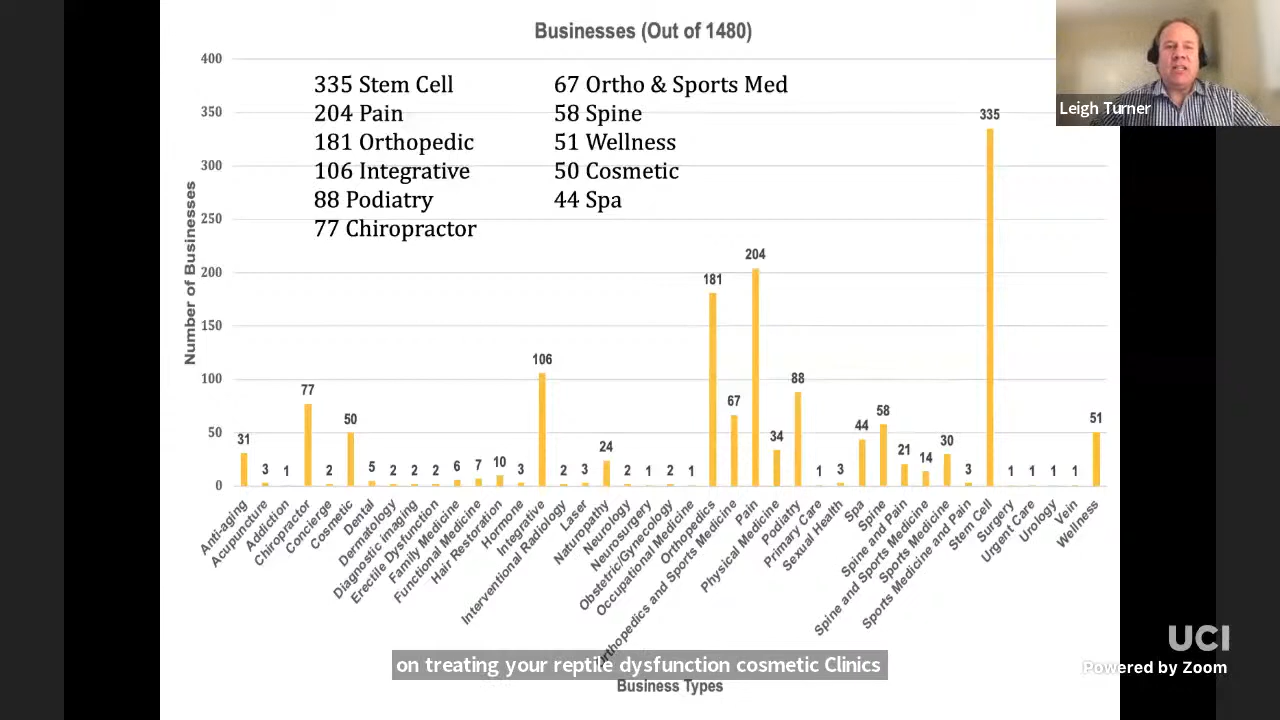 Businesses (Out of 1480)
Leigh Turner
335 Stem Cell
204 Pain
181 Orthopedic
106 Integrative
88 Podiatry
77 Chiropractor
67 Ortho & Sports Med
58 Spine
51 Wellness
50 Cosmetic
44 Spa
Number of Businesses
400
350
300
250
200
150
100
50
0
31
3
1
77
2
50
5
2
2
2
6
7
10
3
106
2
3
24
2
1
2
1
181
67
204
34
88
1
3
44
58
21
14
30
3
335
1
1
1
1
51
Anti-aging
Acupuncture
Addiction
Chiropractor
Concierge
Cosmetic
Dental
Dermatology
Diagnostic imaging
Erectile Dysfunction
Family Medicine
Functional Medicine
Hair Restoration
Hormone
Integrative
Interventional Radiology
Laser
Naturopathy
Neurology
Neurosurgery
Obstetric/Gynecology
Occupational Medicine
Orthopedics
Orthopedics and Sports Medicine
Pain
Physical Medicine
Podiatry
Primary Care
Sexual Health
Spa
Spine
Spine and Pain
Spine and Sports Medicine
Sports Medicine
Sports Medicine and Pain
Stem Cell
Surgery
Urgent Care
Urology
Vein
Wellness
on treating your reptile dysfunction cosmetic Clinics
Business Types
UCI
Powered by Zoom